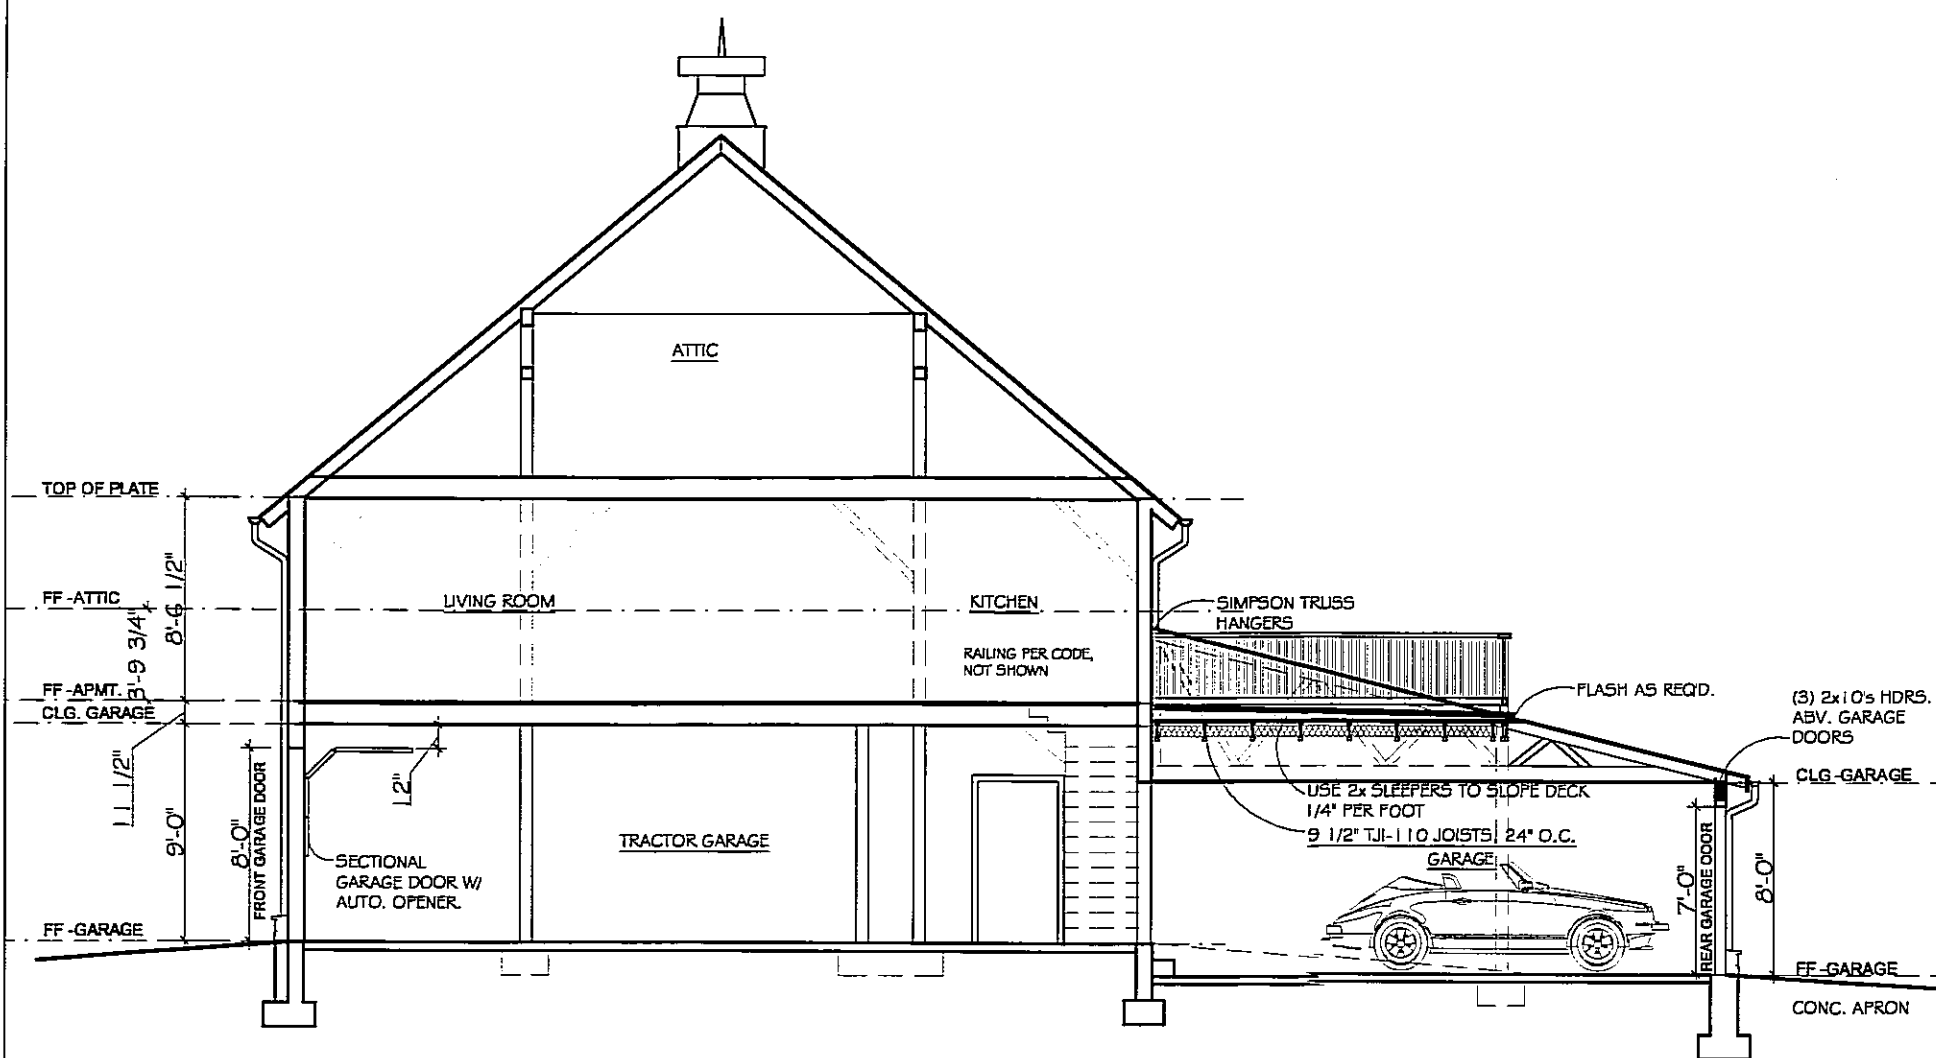 ATTIC
TOP OF PLATE
8'-6 1/2"
FF-ATTIC
3'-9 3/4"
LIVING ROOM
KITCHEN
SIMPSON TRUSS
HANGERS
RAILING PER CODE,
NOT SHOWN
FF-APMT.
CLG. GARAGE
FLASH AS REQ'D.
(3) 2x10's HDRS.
ABV. GARAGE
DOORS
11 1/2"
12"
CLG-GARAGE
USE 2x SLEEPERS TO SLOPE DECK
1/4" PER FOOT
9 1/2" TJI-110 JOISTS, 24" O.C.
9'-0"
8'-0"
FRONT GARAGE DOOR
TRACTOR GARAGE
SECTIONAL
GARAGE DOOR W/
AUTO. OPENER.
GARAGE
7'-0"
REAR GARAGE DOOR
8'-0"
FF-GARAGE
FF-GARAGE
CONC. APRON